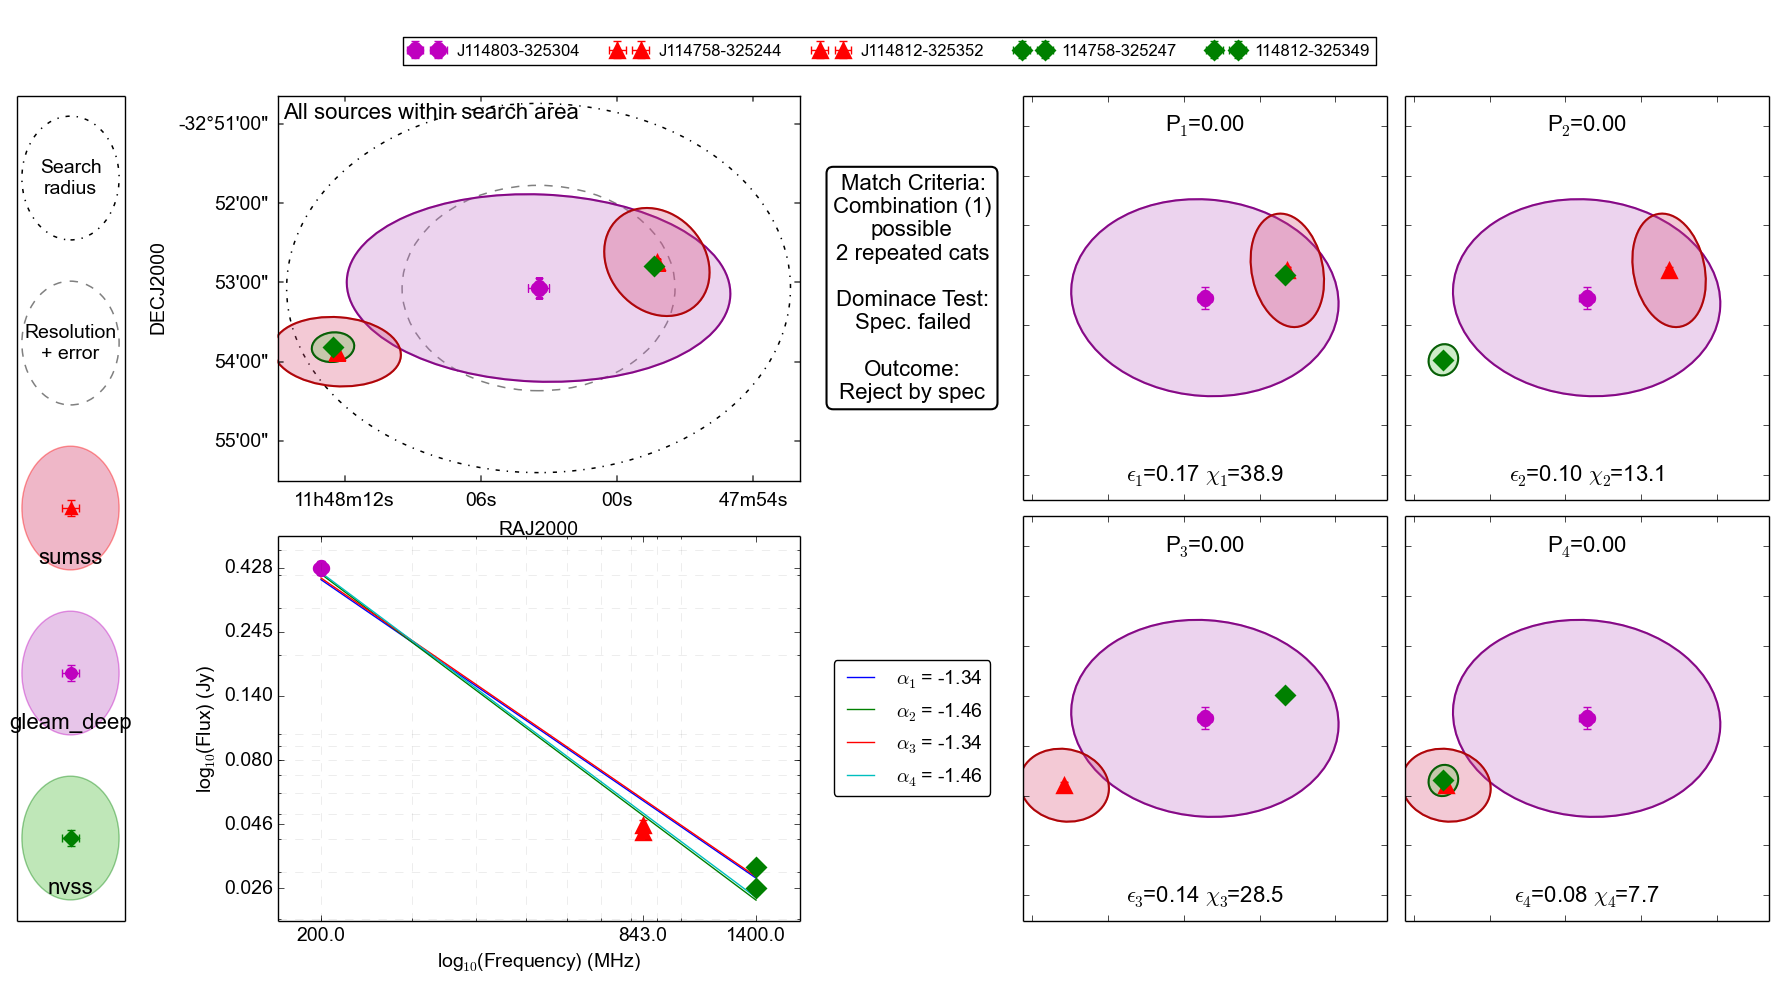 J114803-325304 J114758-325244 J114812-325352 114758-325247 114812-325349
Search
radius
Resolution
+ error
sumss
gleam_deep
nvss
All sources within search area
DECJ2000
-32°51'00"
52'00"
53'00"
54'00"
55'00"
11h48m12s 06s 00s 47m54s
RAJ2000
Match Criteria:
Combination (1)
possible
2 repeated cats
Dominace Test:
Spec. failed
Outcome:
Reject by spec
log10(Flux) (Jy)
0.428
0.245
0.140
0.080
0.046
0.026
200.0 843.0 1400.0
log10(Frequency) (MHz)
α1 = -1.34
α2 = -1.46
α3 = -1.34
α4 = -1.46
P1=0.00
ϵ1=0.17 χ1=38.9
P2=0.00
ϵ2=0.10 χ2=13.1
P3=0.00
ϵ3=0.14 χ3=28.5
P4=0.00
ϵ4=0.08 χ4=7.7